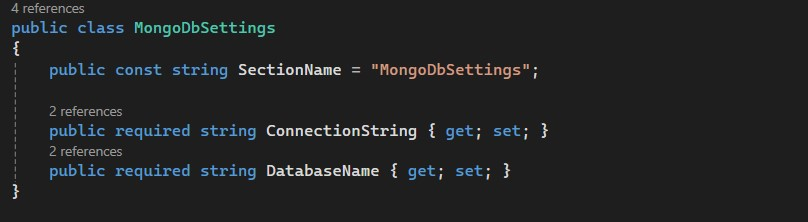 4 references
public class MongoDbSettings
{
public const string SectionName = "MongoDbSettings";
2 references
public required string ConnectionString { get; set; }
2 references
public required string DatabaseName { get; set; }
}